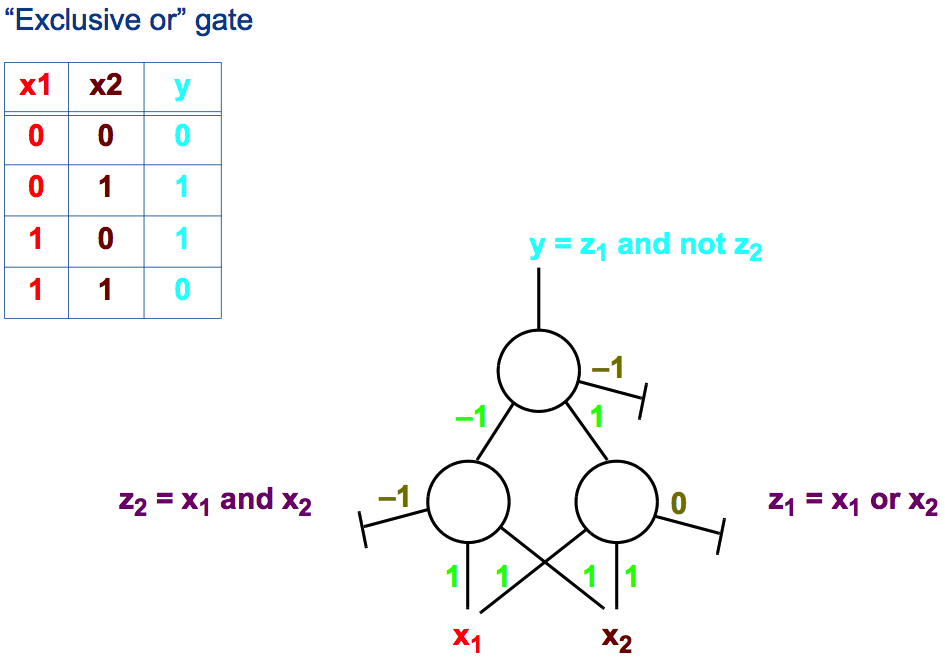 “Exclusive or” gate
x1 x2 y
0 0 0
0 1 1
1 0 1
1 1 0
y = z1 and not z2
–1
–1 1
z2 = x1 and x2 –1 0 z1 = x1 or x2
1 1 1 1
x1 x2